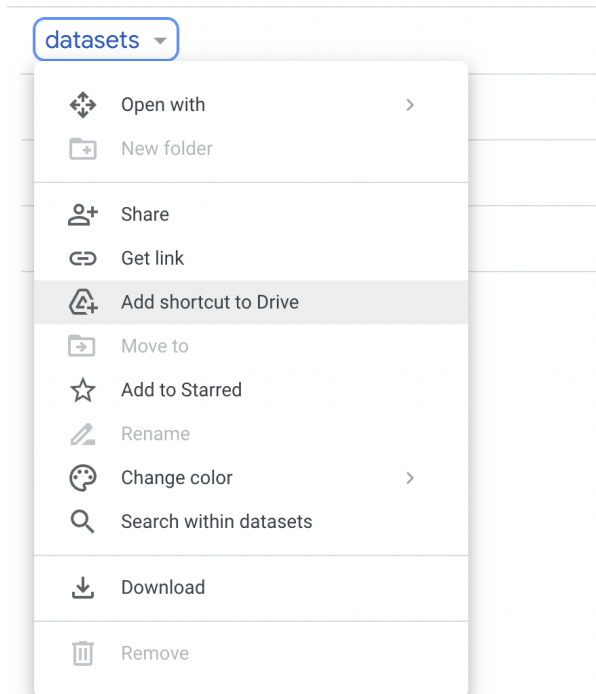 datasets
Open with
New folder
Share
Get link
Add shortcut to Drive
Move to
Add to Starred
Rename
Change color
Search within datasets
Download
Remove